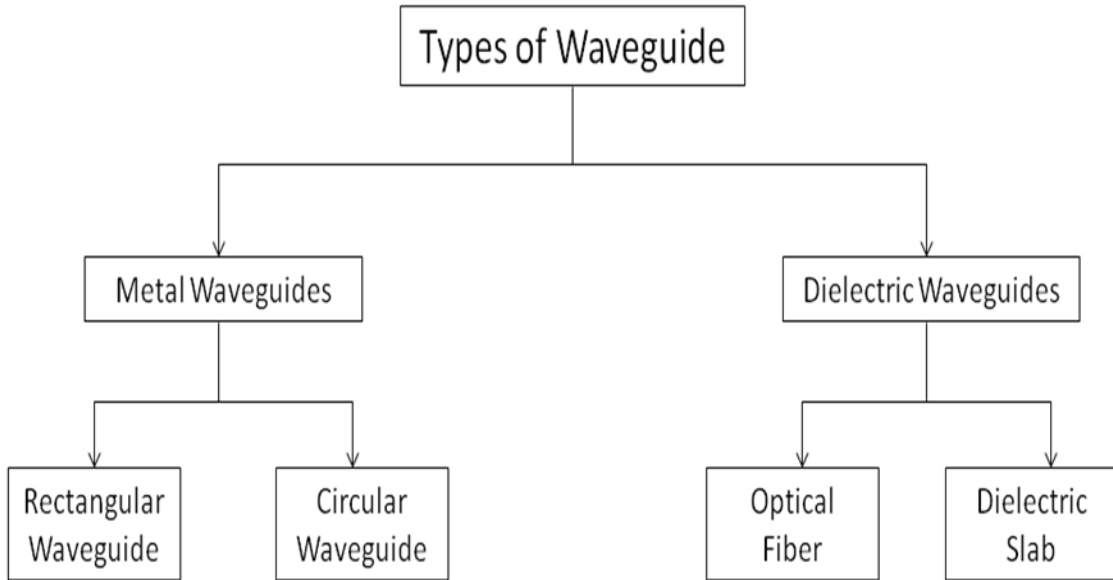 Types of Waveguide
Metal Waveguides
Dielectric Waveguides
Rectangular
Waveguide
Circular
Waveguide
Optical
Fiber
Dielectric
Slab